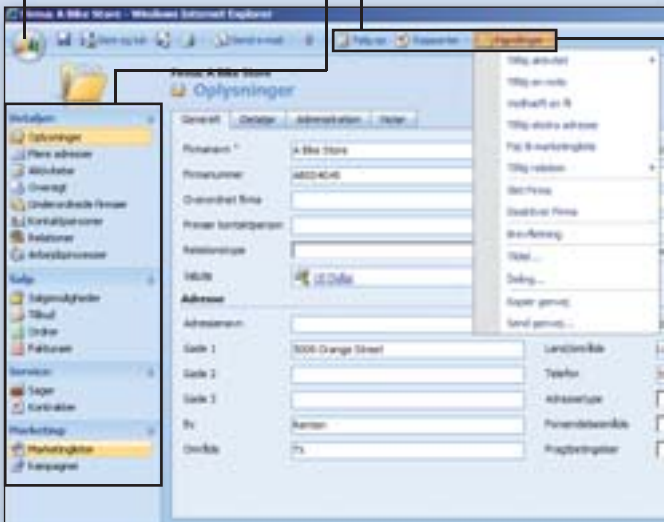 Firma: A Bike Store - Windows Internet Explorer
Send e-mail
Følg op Rapporter Handlinger
Firma: A Bike Store
Oplysninger
Detaljer:
Oplysninger
Flere adresser
Aktiviteter
Oversigt
Underordnede firmaer
Kontaktpersoner
Relationer
Arbejdsprocesser
Salg:
Salgsmuligheder
Tilbud
Ordrer
Fakturaer
Service:
Sager
Kontrakter
Marketing:
Marketinglister
Kampagner
Generelt Detaljer Administration Noter
Firmanavn * A Bike Store
Firmanummer
Overordnet firma
Primær kontaktperson
Relationstype
Valuta US Dollar
Adresse
Adressenavn
Gade 1 5009 Orange Street
Gade 2
Gade 3
By Renton
Område TX
Land/område
Telefon
Adressetype
Forsendelsesmåde
Fragtbetingelser
Tilføj aktivitet
Tilføj en note
Vedhæft en fil
Tilføj ekstra adresse
Føj til marketingliste
Tilføj relation
Slet Firma
Deaktiver Firma
Brevfletning
Tildel...
Deling...
Kopier genvej
Send genvej...